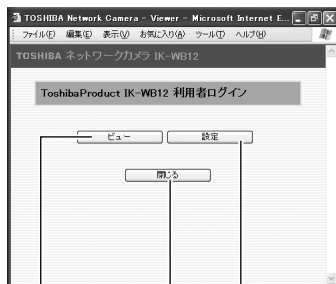 TOSHIBA Network Camera - Viewer - Microsoft Internet E...
ファイル(F) 編集(E) 表示(V) お気に入り(A) ツール(T) ヘルプ(H)
TOSHIBA ネットワークカメラ IK-WB12
ToshibaProduct IK-WB12 利用者ログイン
ビュー 設定
閉じる